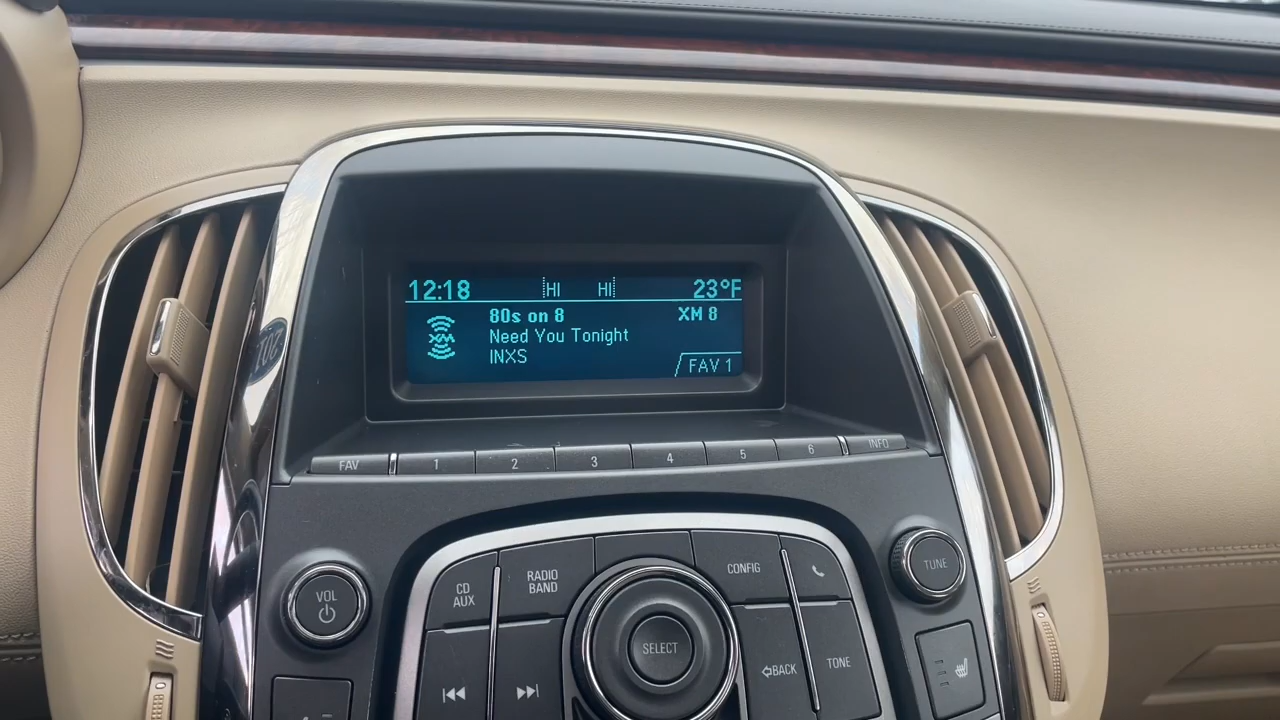 12:18 HI HI 23°F
80s on 8 XM 8
XM Need You Tonight
INXS FAV 1
FAV 1 2 3 4 5 6 INFO
VOL
CD AUX
RADIO BAND
CONFIG
TUNE
SELECT
BACK
TONE